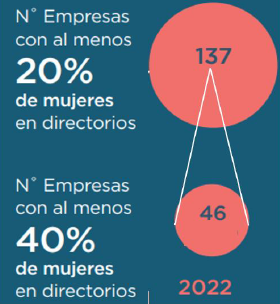 N° Empresas
con al menos
20%
de mujeres
en directorios
137
N° Empresas
con al menos
40%
de mujeres
en directorios
46
2022